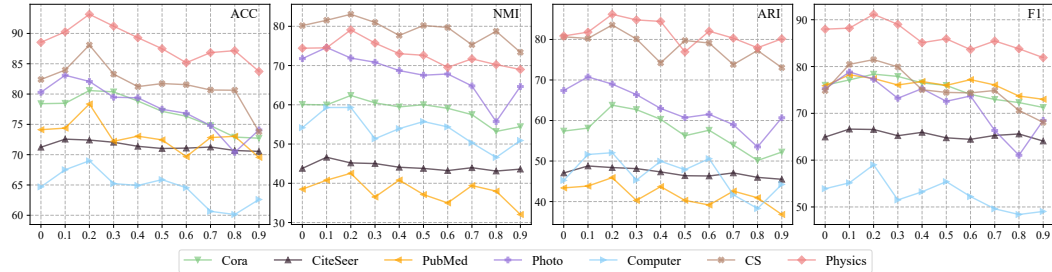 ACC NMI ARI F1
90 85 80 75 70 65 60
90 80 70 60 50 40 30
80 70 60 50 40
90 80 70 60 50
0 0.1 0.2 0.3 0.4 0.5 0.6 0.7 0.8 0.9
0 0.1 0.2 0.3 0.4 0.5 0.6 0.7 0.8 0.9
0 0.1 0.2 0.3 0.4 0.5 0.6 0.7 0.8 0.9
0 0.1 0.2 0.3 0.4 0.5 0.6 0.7 0.8 0.9
Cora CiteSeer PubMed Photo Computer CS Physics